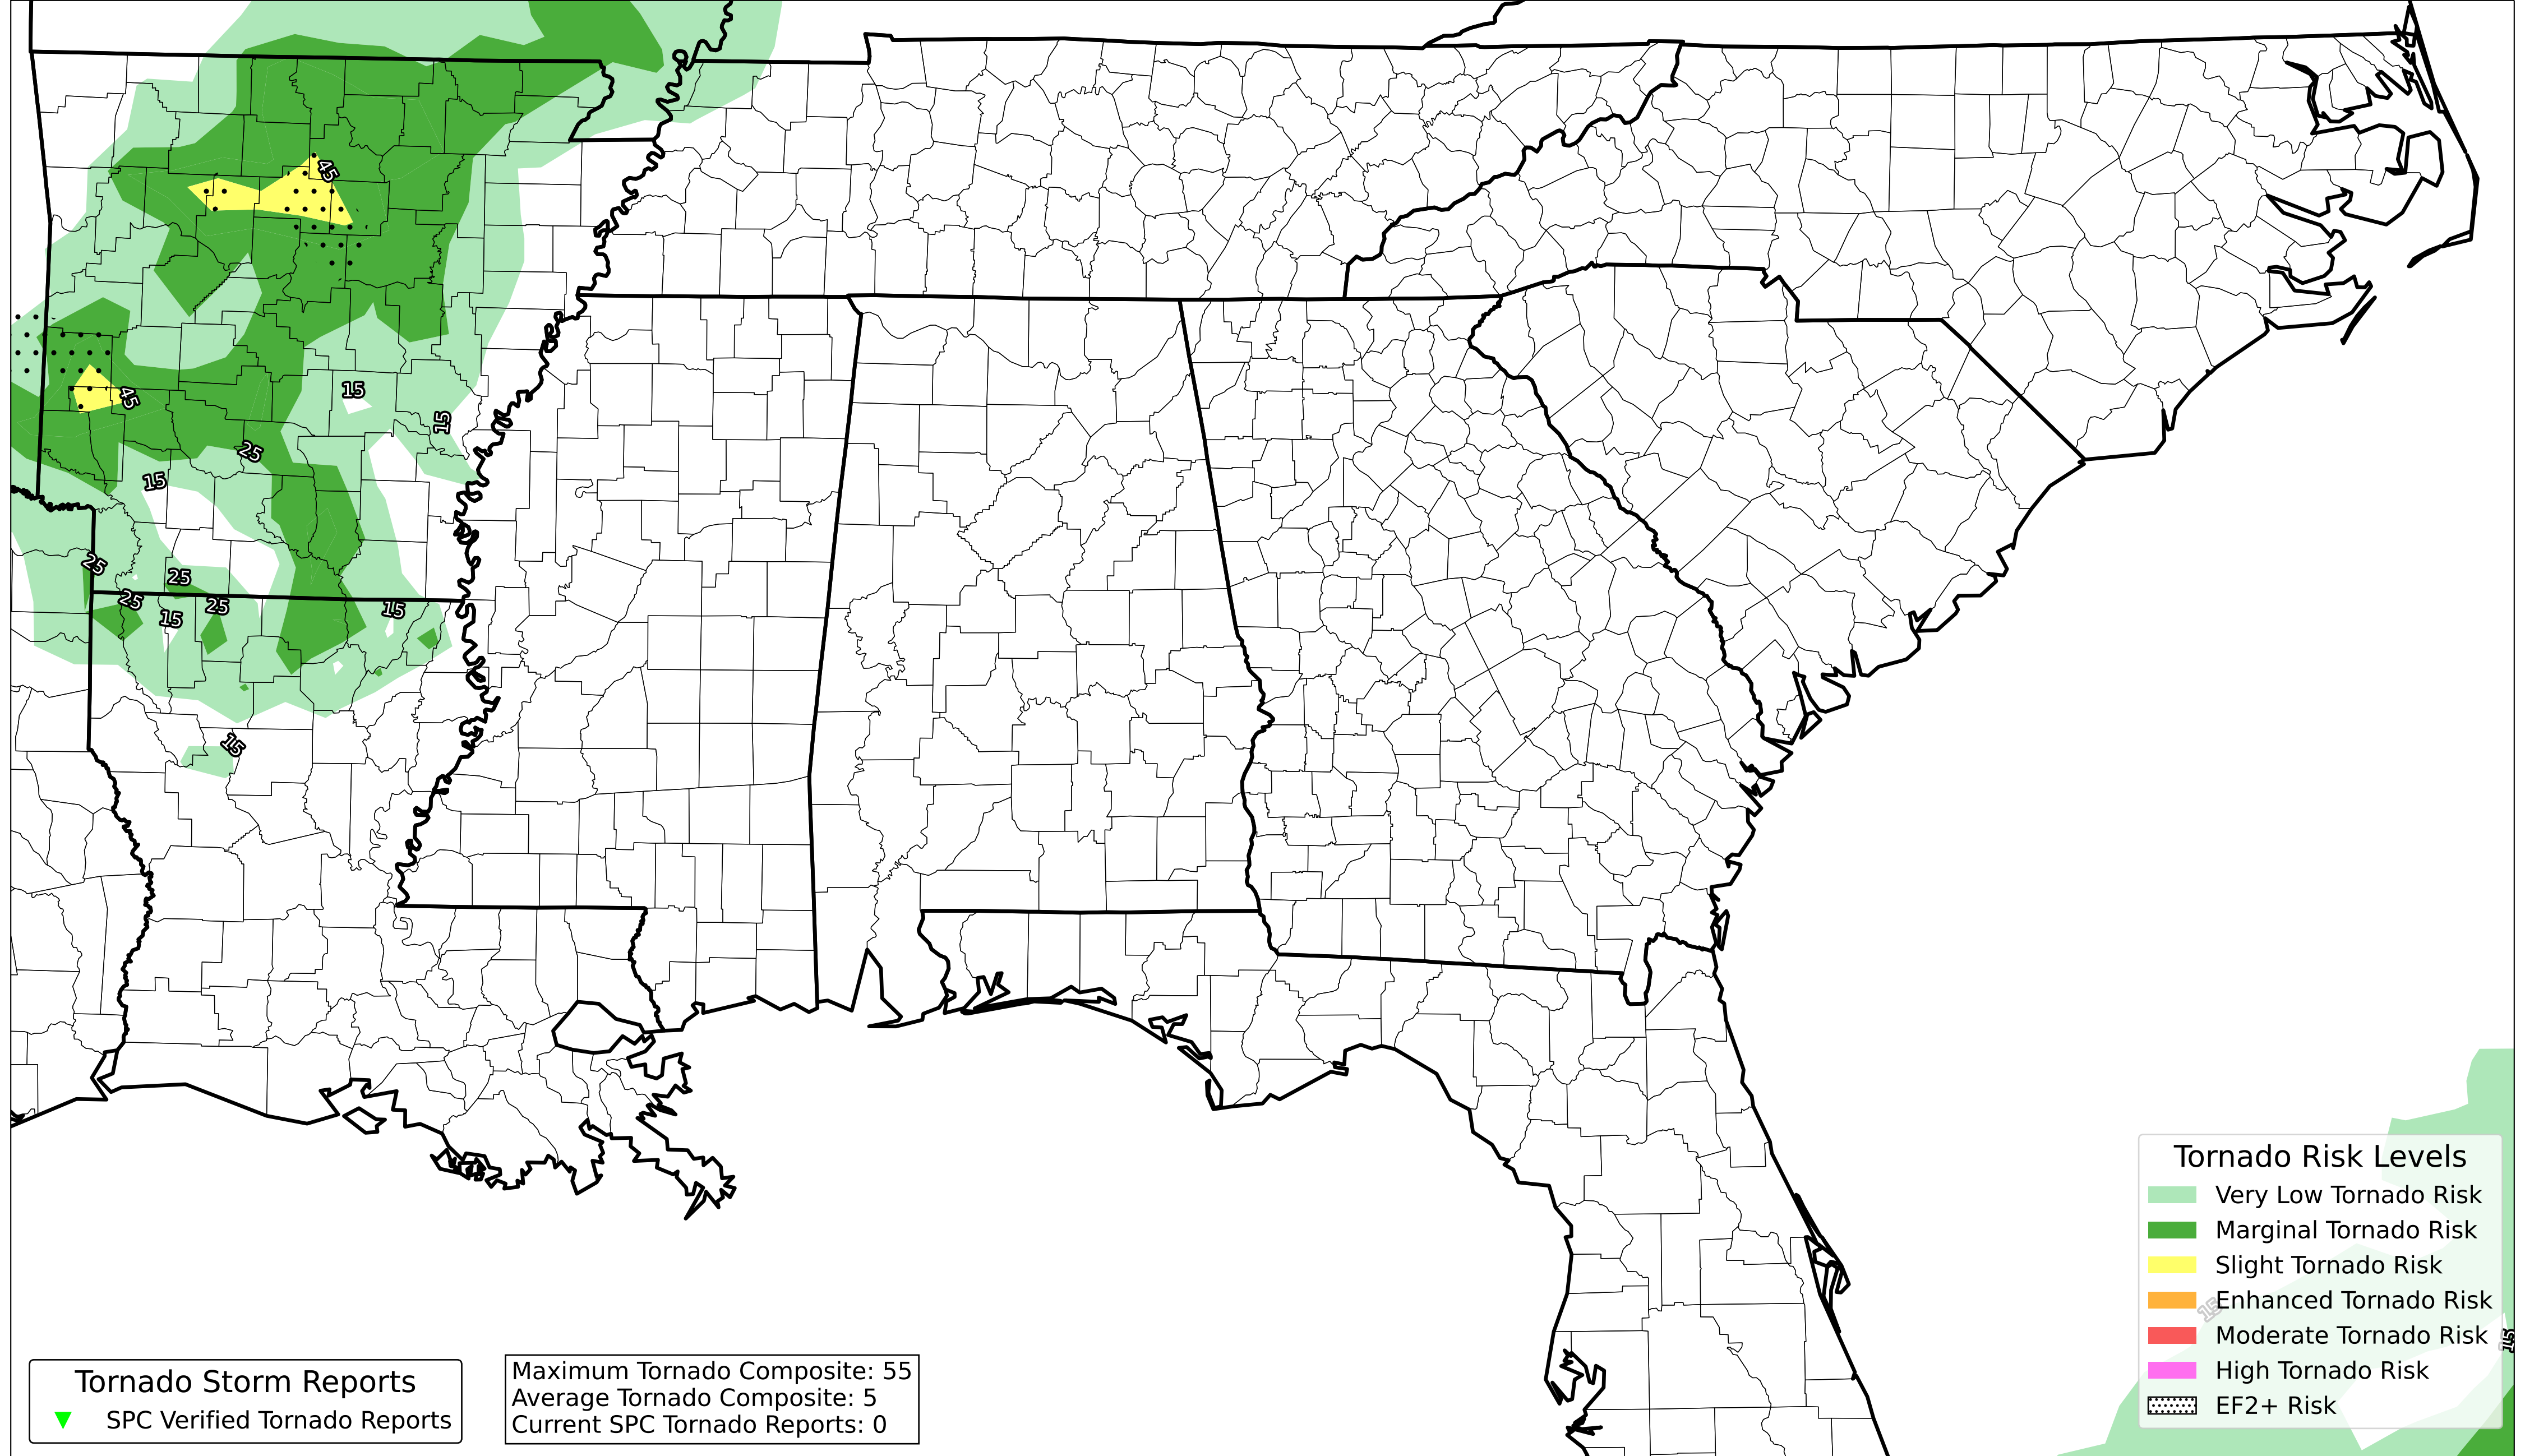 45
45
15
15
25
15
25
25
25
25
15
15
15
Tornado Risk Levels
Very Low Tornado Risk
Marginal Tornado Risk
Slight Tornado Risk
Enhanced Tornado Risk
15
Moderate Tornado Risk
15
High Tornado Risk
EF2+ Risk
Tornado Storm Reports
SPC Verified Tornado Reports
Maximum Tornado Composite: 55
Average Tornado Composite: 5
Current SPC Tornado Reports: 0